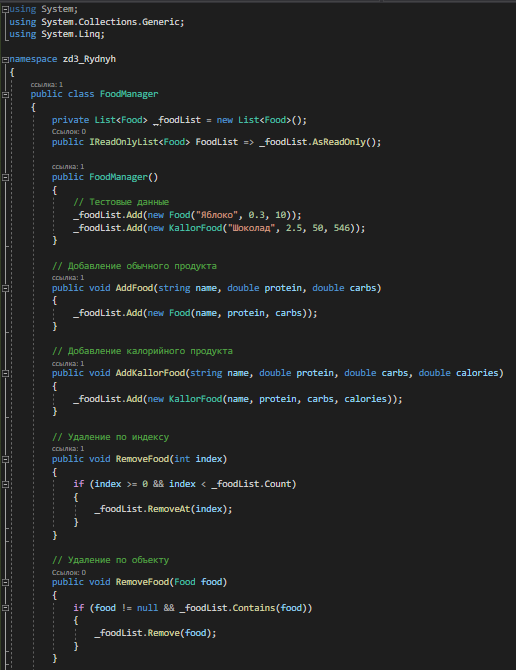 using System;
using System.Collections.Generic;
using System.Linq;
namespace zd3_Rydnyh
{
ссылка: 1
public class FoodManager
{
private List<Food> _foodList = new List<Food>();
Ссылок: 0
public IReadOnlyList<Food> FoodList => _foodList.AsReadOnly();
ссылка: 1
public FoodManager()
{
// Тестовые данные
_foodList.Add(new Food("Яблоко", 0.3, 10));
_foodList.Add(new KallorFood("Шоколад", 2.5, 50, 546));
}
// Добавление обычного продукта
ссылка: 1
public void AddFood(string name, double protein, double carbs)
{
_foodList.Add(new Food(name, protein, carbs));
}
// Добавление калорийного продукта
ссылка: 1
public void AddKallorFood(string name, double protein, double carbs, double calories)
{
_foodList.Add(new KallorFood(name, protein, carbs, calories));
}
// Удаление по индексу
ссылка: 1
public void RemoveFood(int index)
{
if (index >= 0 && index < _foodList.Count)
{
_foodList.RemoveAt(index);
}
}
// Удаление по объекту
Ссылок: 0
public void RemoveFood(Food food)
{
if (food != null && _foodList.Contains(food))
{
_foodList.Remove(food);
}
}